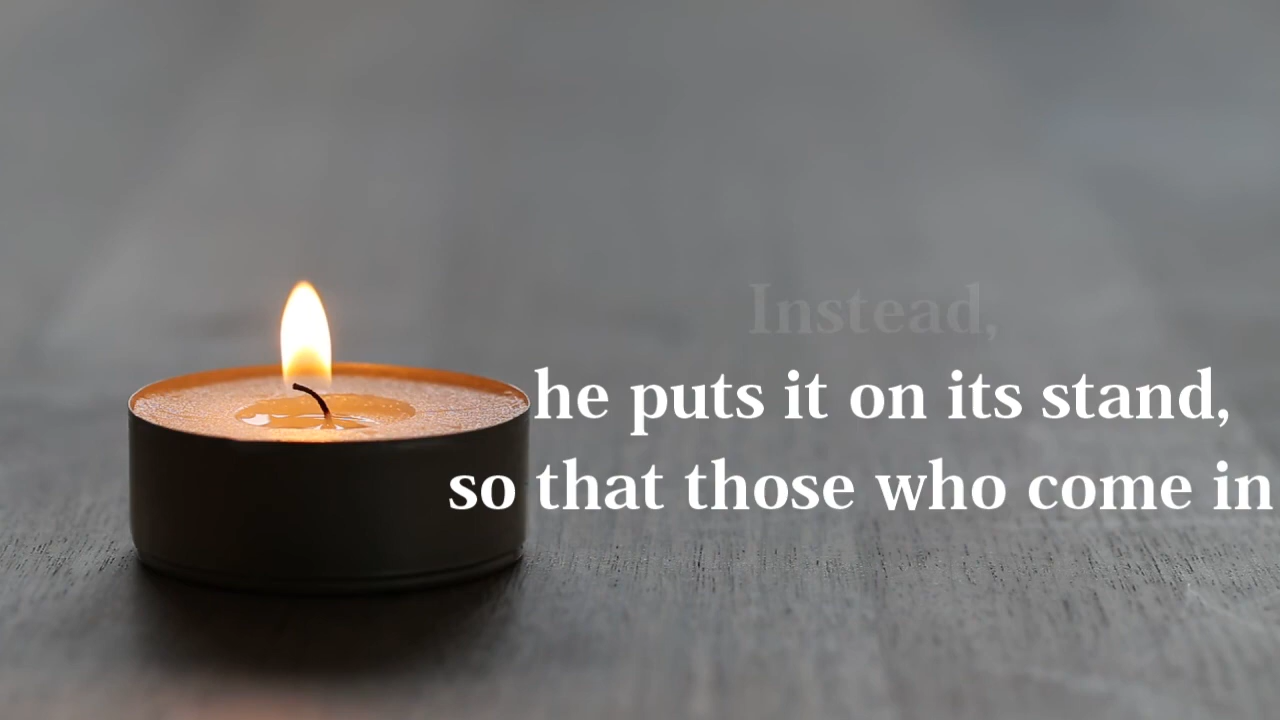 Instead,
he puts it on its stand,
so that those who come in